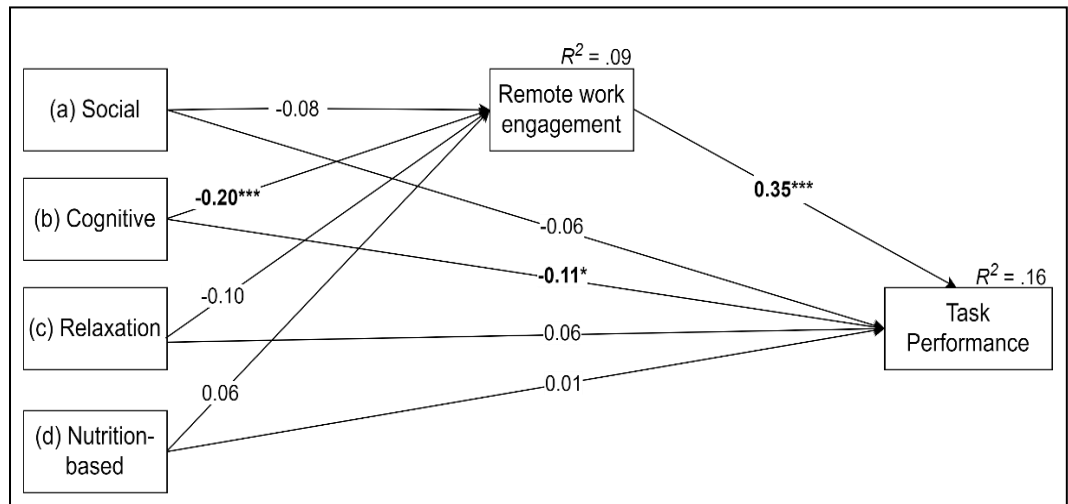 R² = .09
(a) Social
-0.08
Remote work
engagement
(b) Cognitive
-0.20***
0.35***
-0.06
-0.11*
R² = .16
(c) Relaxation
-0.10
0.06
Task
Performance
0.06
0.01
(d) Nutrition-
based